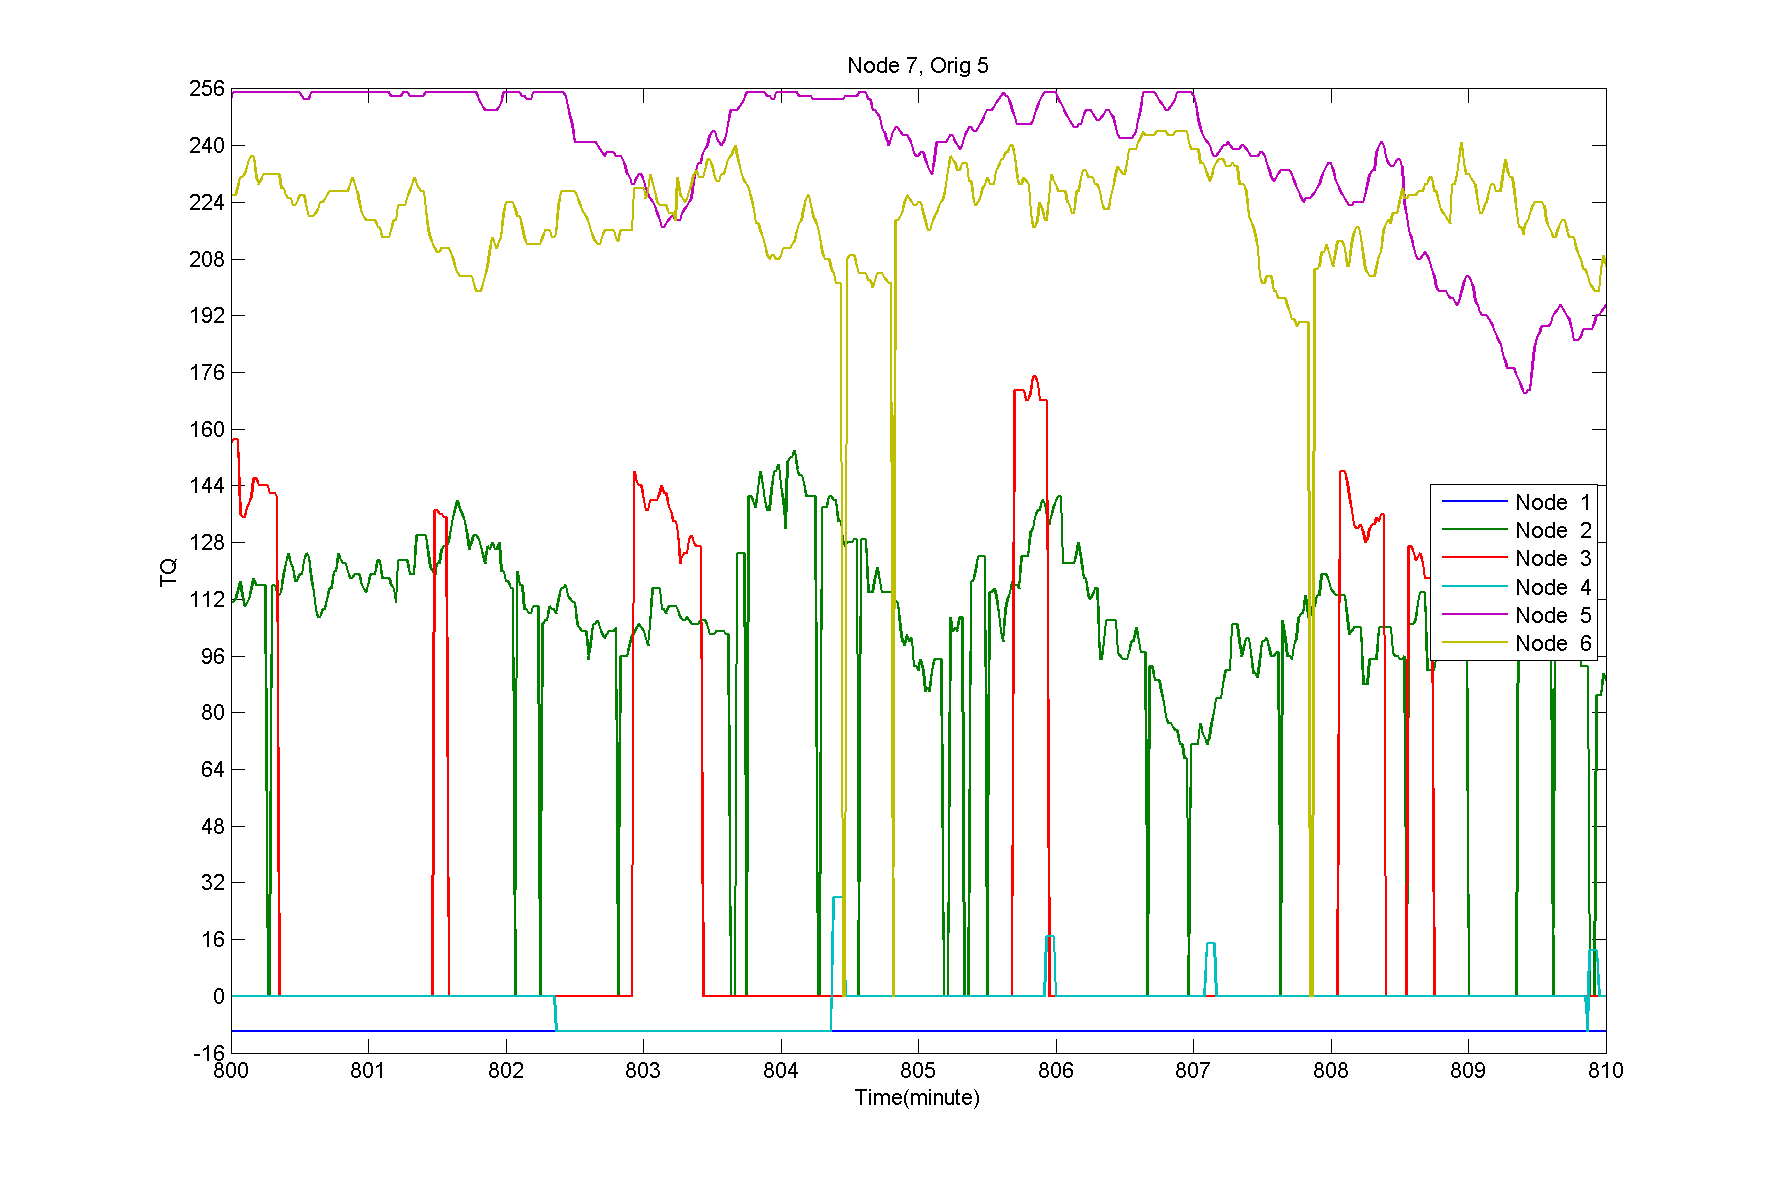 Node 7, Orig 5
256
240
224
208
192
176
160
144
128
112
96
80
64
48
32
16
0
-16
TQ
Node 1
Node 2
Node 3
Node 4
Node 5
Node 6
800 801 802 803 804 805 806 807 808 809 810
Time(minute)